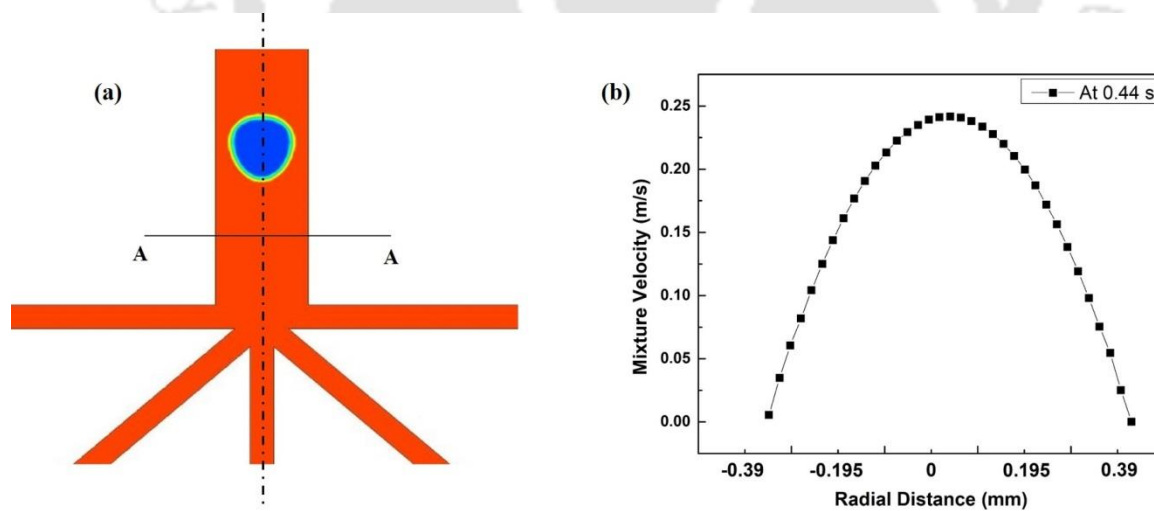 (a)
A
A
(b)
At 0.44 s
Mixture Velocity (m/s)
0.25
0.20
0.15
0.10
0.05
0.00
-0.39 -0.195 0 0.195 0.39
Radial Distance (mm)